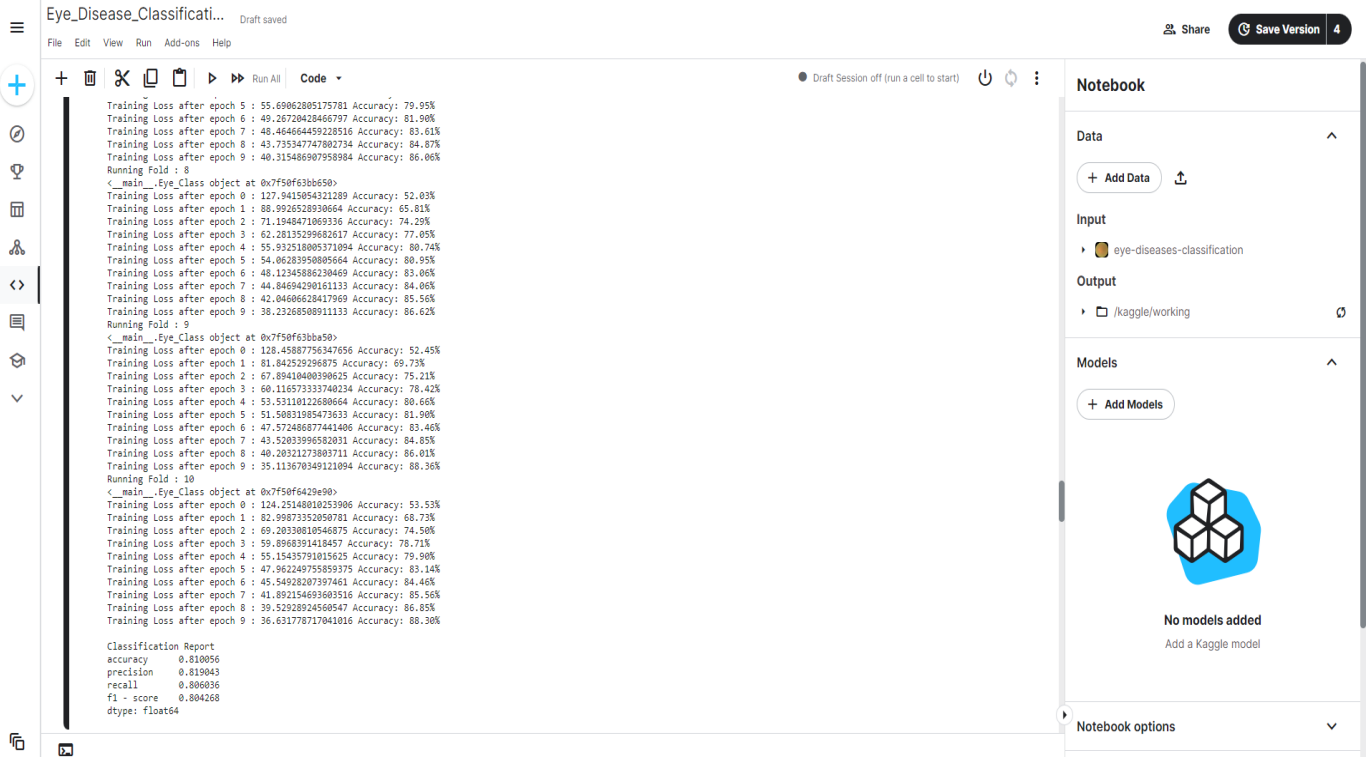 Eye_Disease_Classificati...
Draft saved
File Edit View Run Add-ons Help
Share
Save Version 4
Run All
Code
Draft Session off (run a cell to start)
Training Loss after epoch 5 : 55.69062805175781 Accuracy: 79.95%
Training Loss after epoch 6 : 49.26720428466797 Accuracy: 81.90%
Training Loss after epoch 7 : 48.464664459228516 Accuracy: 83.61%
Training Loss after epoch 8 : 43.735347747802734 Accuracy: 84.87%
Training Loss after epoch 9 : 40.315486907958984 Accuracy: 86.06%
Running Fold : 8
<__main__.Eye_Class object at 0x7f50f63bb650>
Training Loss after epoch 0 : 127.9415054321289 Accuracy: 52.03%
Training Loss after epoch 1 : 88.9926528930664 Accuracy: 65.81%
Training Loss after epoch 2 : 71.1948471069336 Accuracy: 74.29%
Training Loss after epoch 3 : 62.28135299682617 Accuracy: 77.05%
Training Loss after epoch 4 : 55.932518005371094 Accuracy: 80.74%
Training Loss after epoch 5 : 54.06283950805664 Accuracy: 80.95%
Training Loss after epoch 6 : 48.12345886230469 Accuracy: 83.06%
Training Loss after epoch 7 : 44.84694290161133 Accuracy: 84.06%
Training Loss after epoch 8 : 42.04606628417969 Accuracy: 85.56%
Training Loss after epoch 9 : 38.23268508911133 Accuracy: 86.62%
Running Fold : 9
<__main__.Eye_Class object at 0x7f50f63bba50>
Training Loss after epoch 0 : 128.45887756347656 Accuracy: 52.45%
Training Loss after epoch 1 : 81.842529296875 Accuracy: 69.73%
Training Loss after epoch 2 : 67.89410400390625 Accuracy: 75.21%
Training Loss after epoch 3 : 60.116573333740234 Accuracy: 78.42%
Training Loss after epoch 4 : 53.53110122680664 Accuracy: 80.66%
Training Loss after epoch 5 : 51.50831985473633 Accuracy: 81.90%
Training Loss after epoch 6 : 47.572486877441406 Accuracy: 83.46%
Training Loss after epoch 7 : 43.52033996582031 Accuracy: 84.85%
Training Loss after epoch 8 : 40.20321273803711 Accuracy: 86.01%
Training Loss after epoch 9 : 35.113670349121094 Accuracy: 88.36%
Running Fold : 10
<__main__.Eye_Class object at 0x7f50f6429e90>
Training Loss after epoch 0 : 124.25148010253906 Accuracy: 53.53%
Training Loss after epoch 1 : 82.99873352050781 Accuracy: 68.73%
Training Loss after epoch 2 : 69.20330810546875 Accuracy: 74.50%
Training Loss after epoch 3 : 59.8968391418457 Accuracy: 78.71%
Training Loss after epoch 4 : 55.15435791015625 Accuracy: 79.90%
Training Loss after epoch 5 : 47.962249755859375 Accuracy: 83.14%
Training Loss after epoch 6 : 45.54928207397461 Accuracy: 84.46%
Training Loss after epoch 7 : 41.892154693603516 Accuracy: 85.56%
Training Loss after epoch 8 : 39.52928924560547 Accuracy: 86.85%
Training Loss after epoch 9 : 36.631778717041016 Accuracy: 88.30%
Classification Report
accuracy 0.810056
precision 0.819043
recall 0.806036
f1 - score 0.804268
dtype: float64
Notebook
Data
Add Data
Input
eye-diseases-classification
Output
/kaggle/working
Models
Add Models
No models added
Add a Kaggle model
Notebook options